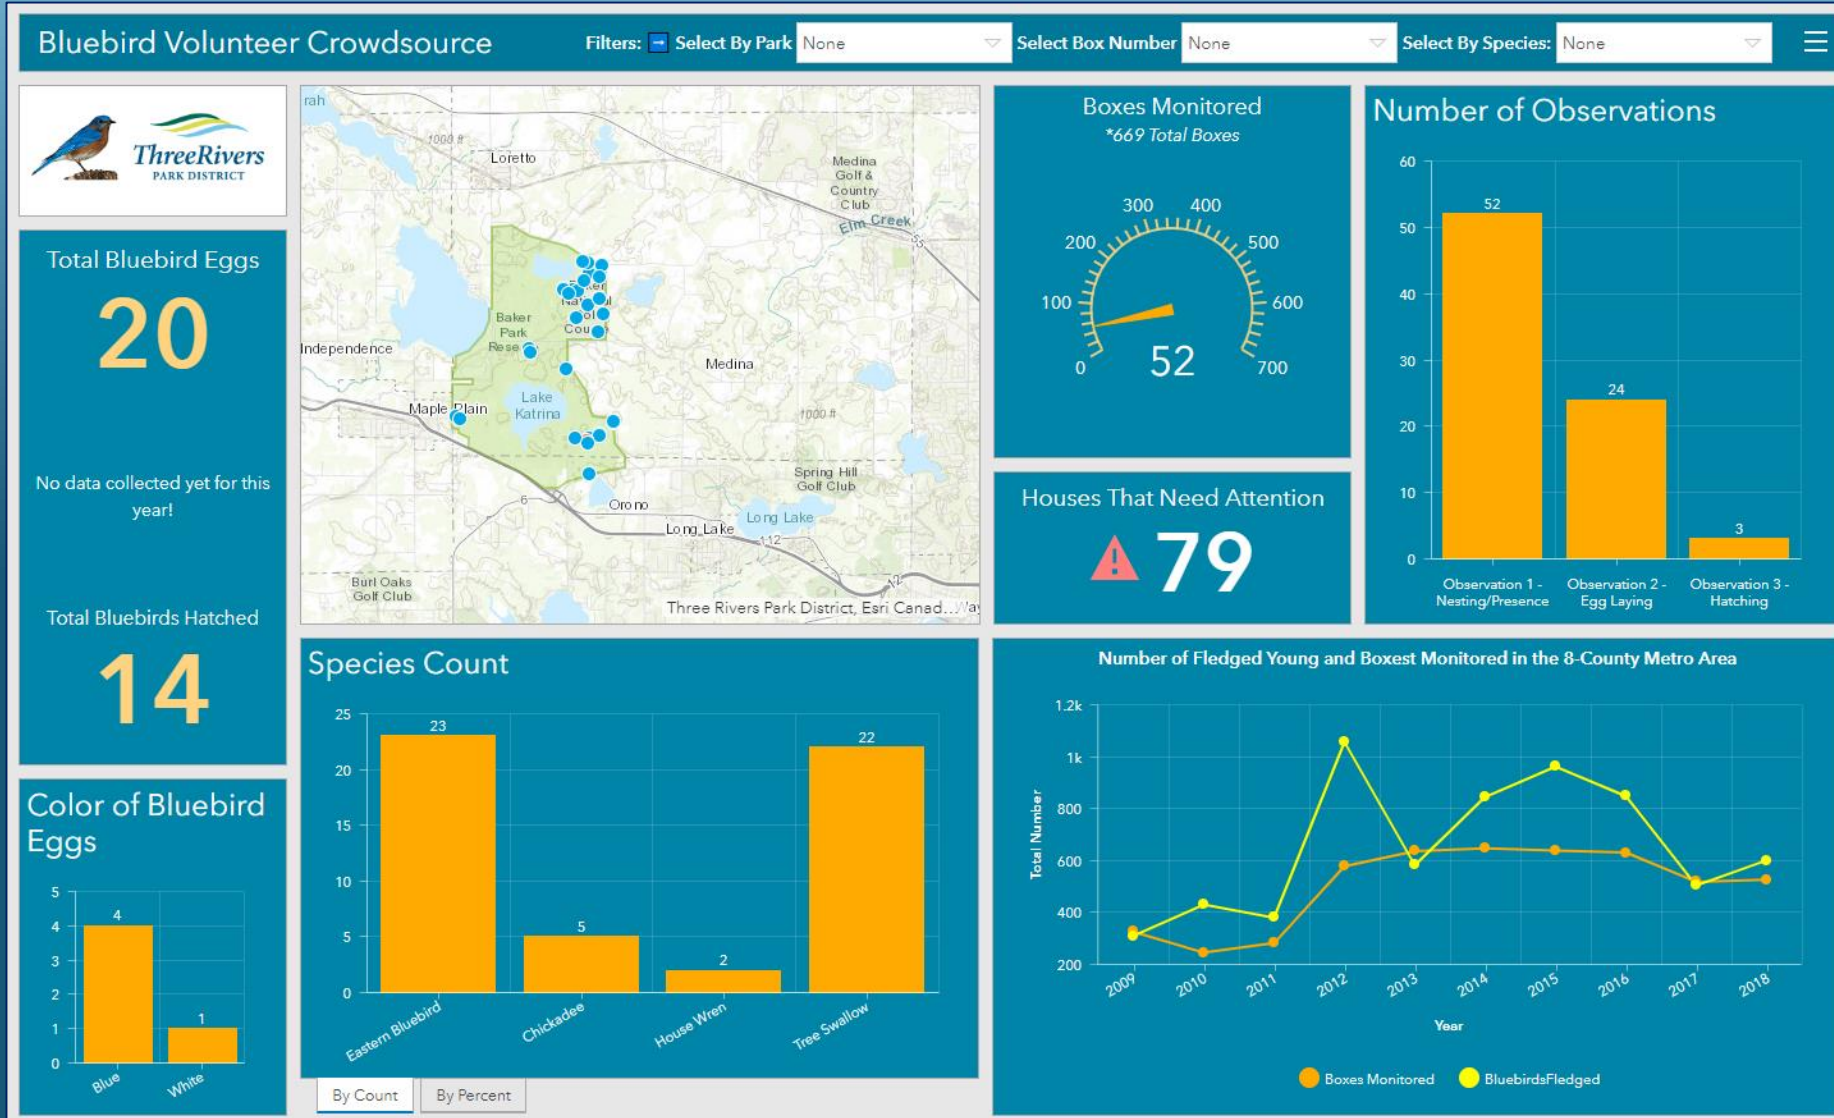 Bluebird Volunteer Crowdsource
Filters: Select By Park None Select Box Number None Select By Species: None
ThreeRivers
PARK DISTRICT
Total Bluebird Eggs
20
No data collected yet for this
year!
Total Bluebirds Hatched
14
Color of Bluebird
Eggs
5
4
3
2
1
0
4
1
Blue
White
rah
1000 ft
Loretto
Medina
Golf &
Country
Club
Elm Creek
55
Baker
Park
Independence
Medina
Lake
Katrina
Maple Plain
1000 ft
Spring Hill
Golf Club
6
Orono
Long Lake
Long Lake
112
12
Burl Oaks
Golf Club
Three Rivers Park District, Esri Canad...
Boxes Monitored
*669 Total Boxes
0
100
200
300
400
500
600
700
52
Houses That Need Attention
79
Number of Observations
60
50
40
30
20
10
0
52
24
3
Observation 1 -
Nesting/Presence
Observation 2 -
Egg Laying
Observation 3 -
Hatching
Species Count
25
20
15
10
5
0
23
5
2
22
Eastern Bluebird
Chickadee
House Wren
Tree Swallow
By Count
By Percent
Number of Fledged Young and Boxest Monitored in the 8-County Metro Area
Total Number
1.2k
1k
800
600
400
200
2009
2010
2011
2012
2013
2014
2015
2016
2017
2018
Year
Boxes Monitored
BluebirdsFledged